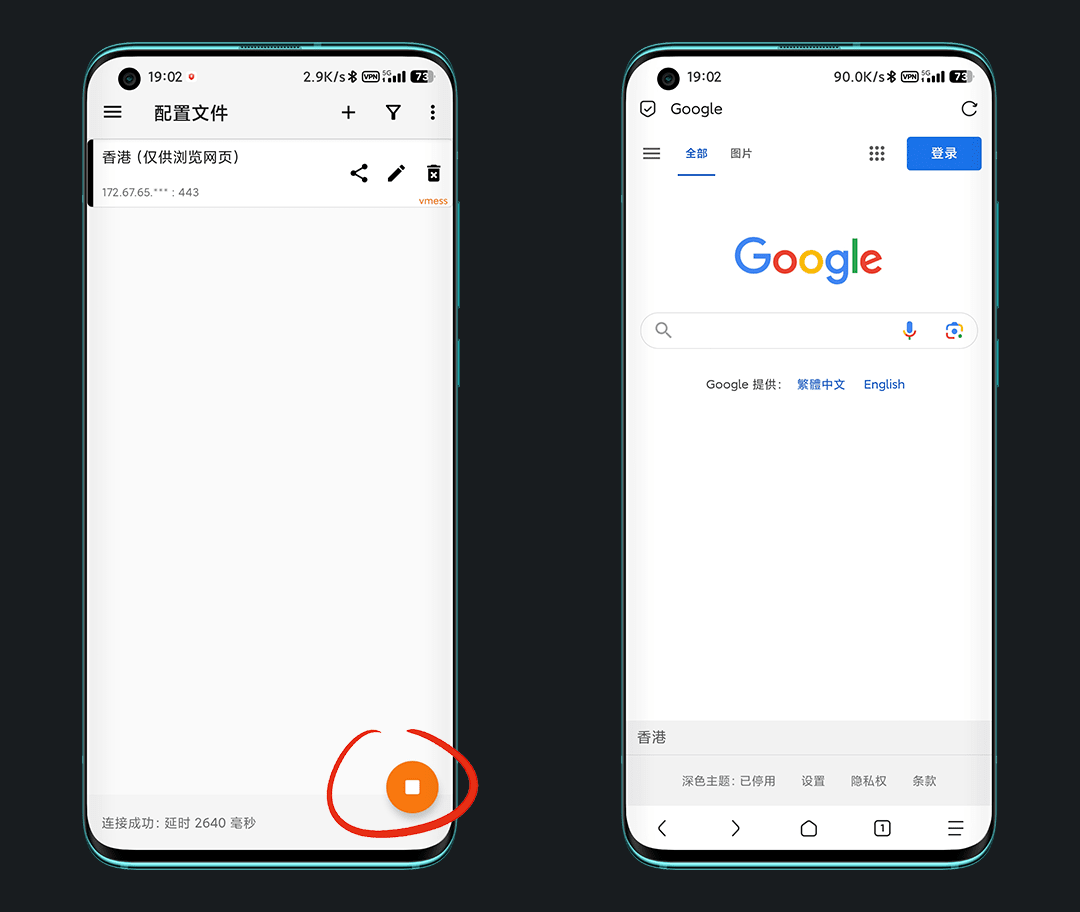 19:02 2.9K/s VPN 5G 73
配置文件
香港 (仅供浏览网页)
172.67.65.*** : 443
vmess
连接成功: 延时 2640 毫秒
19:02 90.0K/s VPN 5G 73
Google
全部 图片 登录
Google
Google 提供： 繁體中文 English
香港
深色主题：已停用 设置 隐私权 条款
1